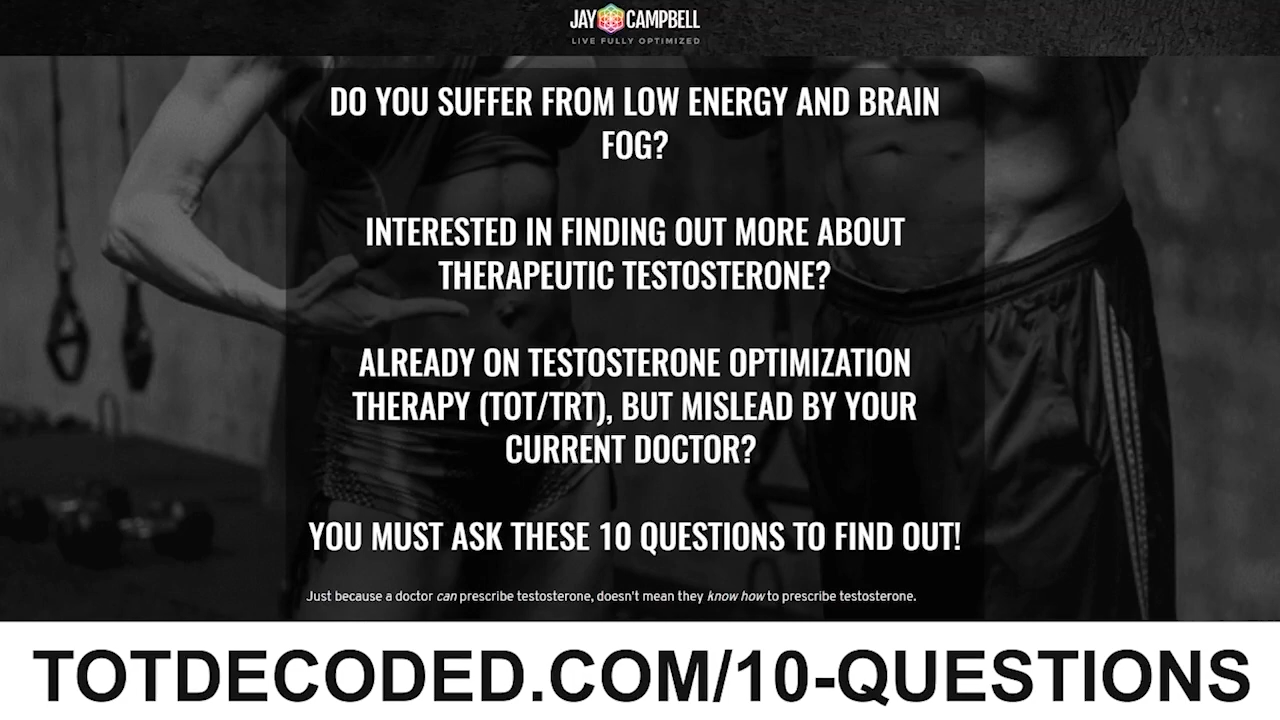 JAY CAMPBELL
LIVE FULLY OPTIMIZED
DO YOU SUFFER FROM LOW ENERGY AND BRAIN
FOG?
INTERESTED IN FINDING OUT MORE ABOUT
THERAPEUTIC TESTOSTERONE?
ALREADY ON TESTOSTERONE OPTIMIZATION
THERAPY (TOT/TRT), BUT MISLEAD BY YOUR
CURRENT DOCTOR?
YOU MUST ASK THESE 10 QUESTIONS TO FIND OUT!
Just because a doctor can prescribe testosterone, doesn't mean they know how to prescribe testosterone.
TOTDECODED.COM/10-QUESTIONS